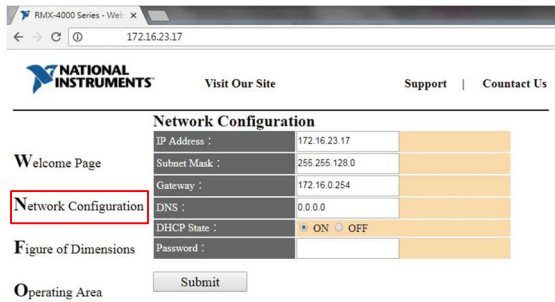 RMX-4000 Series - Web
172.16.23.17
NATIONAL
INSTRUMENTS
Visit Our Site
Support | Countact Us
Network Configuration
IP Address : 172.16.23.17
Welcome Page
Subnet Mask : 255.255.128.0
Gateway : 172.16.0.254
Network Configuration
DNS : 0.0.0.0
DHCP State : ON OFF
Figure of Dimensions
Password :
Submit
Operating Area